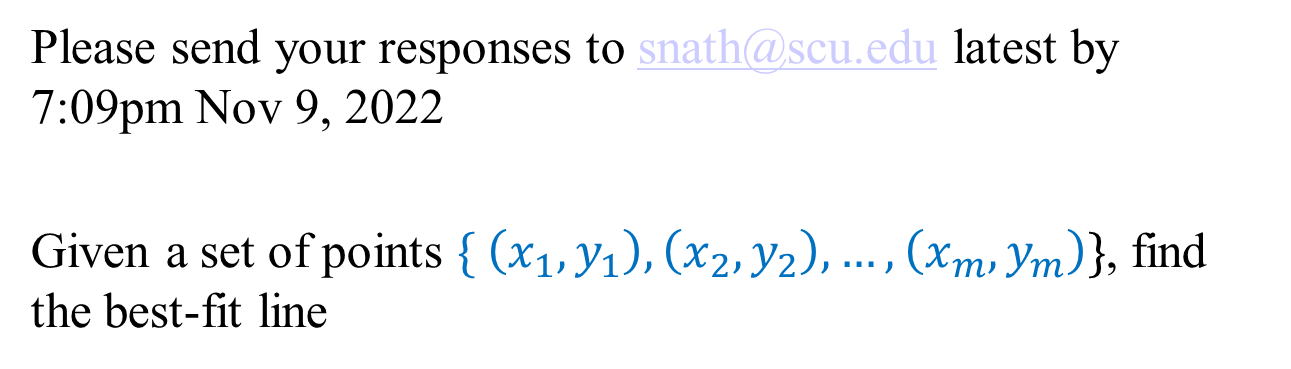 Please send your responses to snath@scu.edu latest by
7:09pm Nov 9, 2022
Given a set of points { (x₁, y₁), (x₂, y₂), ... , (xₘ, yₘ)}, find
the best-fit line